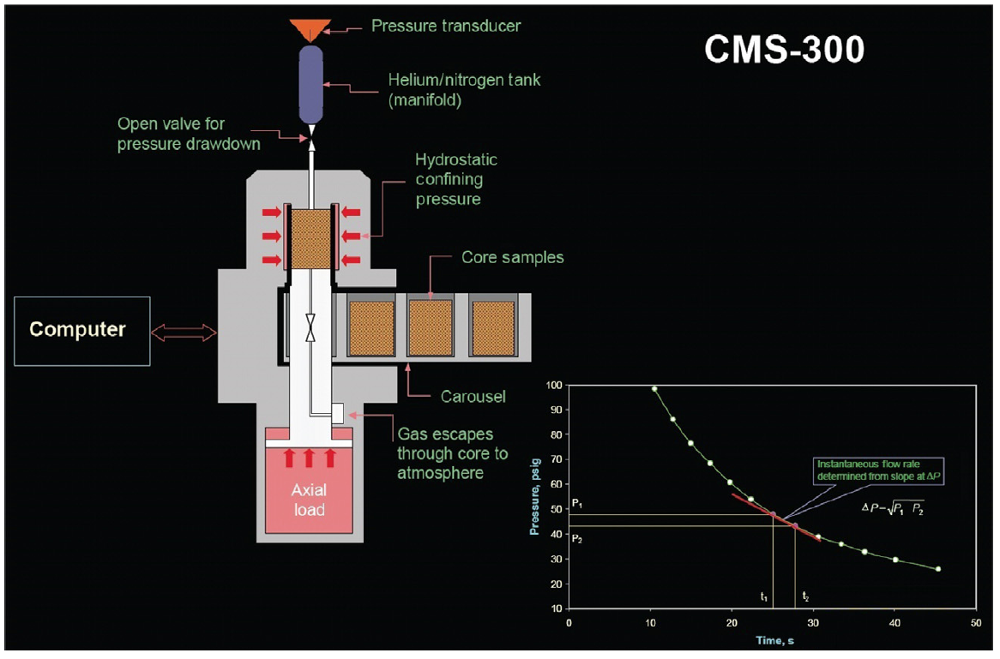 CMS-300
Pressure transducer
Helium/nitrogen tank
(manifold)
Open valve for
pressure drawdown
Hydrostatic
confining
pressure
Core samples
Computer
Carousel
Gas escapes
through core to
atmosphere
Axial
load
Pressure, psig
100
90
80
70
60
50
40
30
20
10
P1
P2
Instantaneous flow rate
determined from slope at ΔP
ΔP–√P1 P2
t1
t2
0
10
20
30
40
50
Time, s